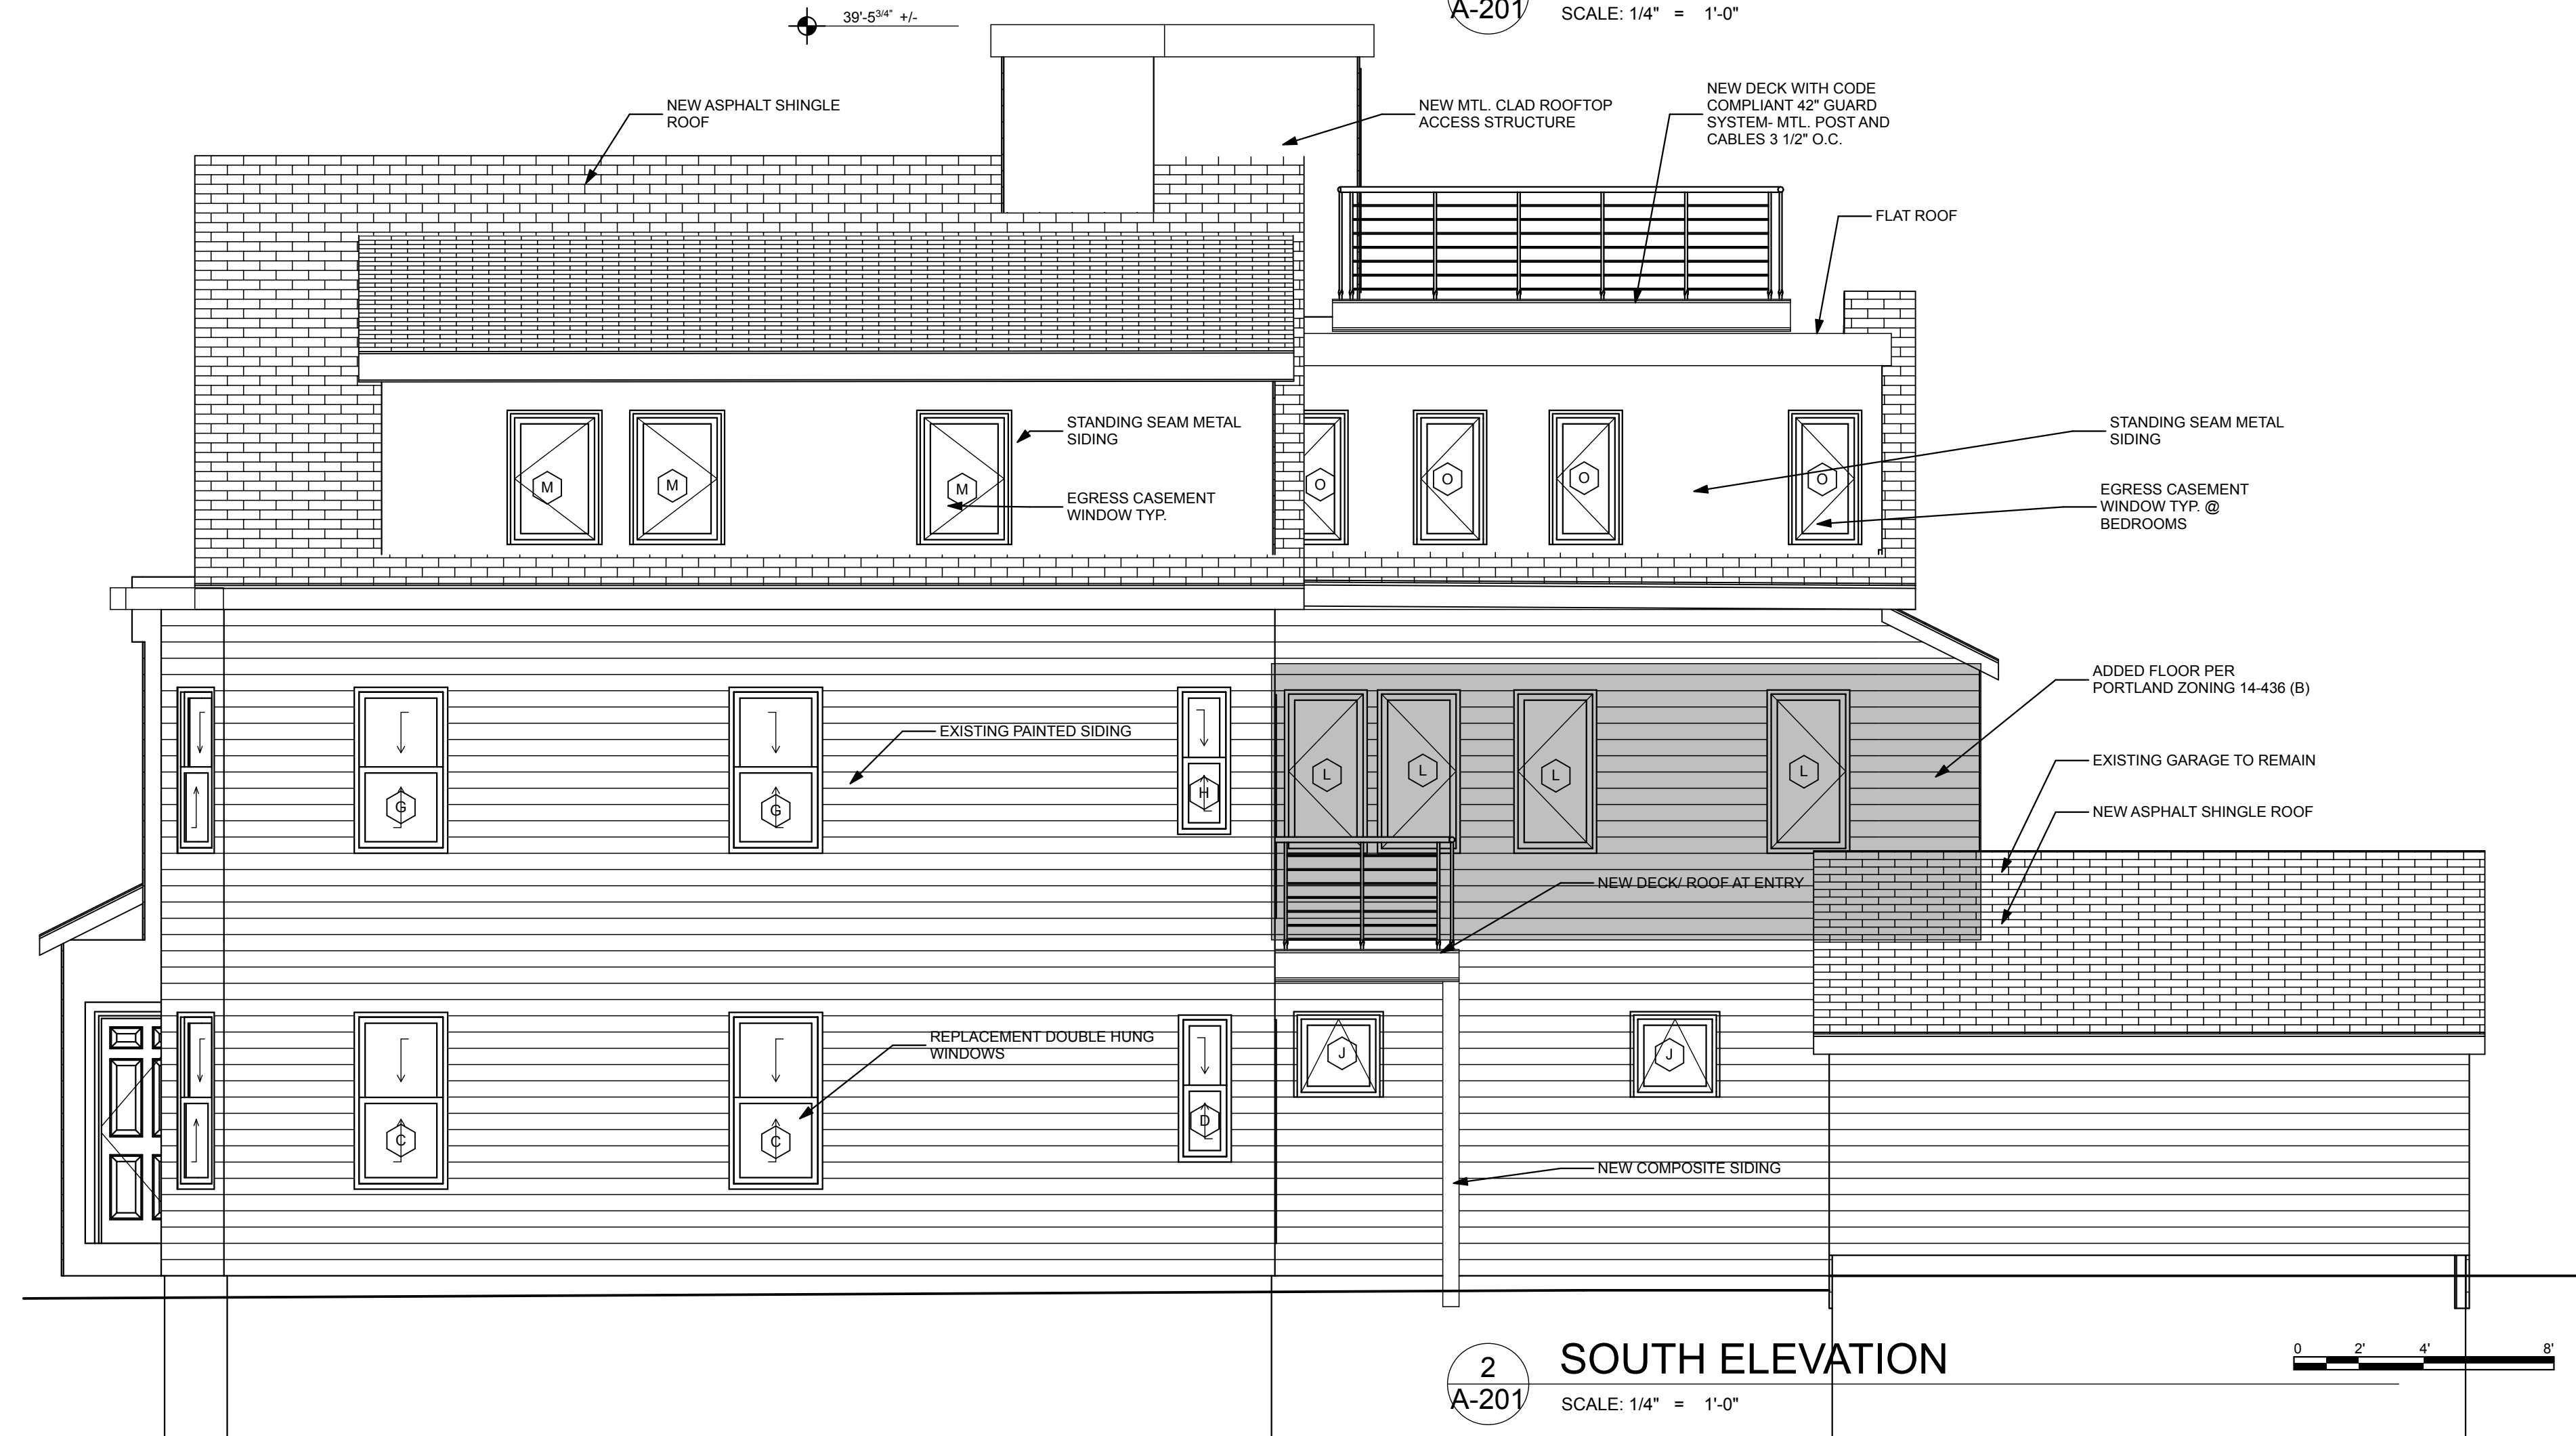 39'-5 3/4" +/-
A-201
SCALE: 1/4" = 1'-0"
NEW ASPHALT SHINGLE
ROOF
NEW MTL. CLAD ROOFTOP
ACCESS STRUCTURE
NEW DECK WITH CODE
COMPLIANT 42" GUARD
SYSTEM- MTL. POST AND
CABLES 3 1/2" O.C.
FLAT ROOF
STANDING SEAM METAL
SIDING
EGRESS CASEMENT
WINDOW TYP.
STANDING SEAM METAL
SIDING
EGRESS CASEMENT
WINDOW TYP. @
BEDROOMS
M
M
M
O
O
O
O
ADDED FLOOR PER
PORTLAND ZONING 14-436 (B)
EXISTING PAINTED SIDING
EXISTING GARAGE TO REMAIN
NEW ASPHALT SHINGLE ROOF
G
G
H
L
L
L
L
NEW DECK/ ROOF AT ENTRY
REPLACEMENT DOUBLE HUNG
WINDOWS
C
C
D
J
J
NEW COMPOSITE SIDING
2
A-201
SOUTH ELEVATION
SCALE: 1/4" = 1'-0"
0 2' 4' 8'